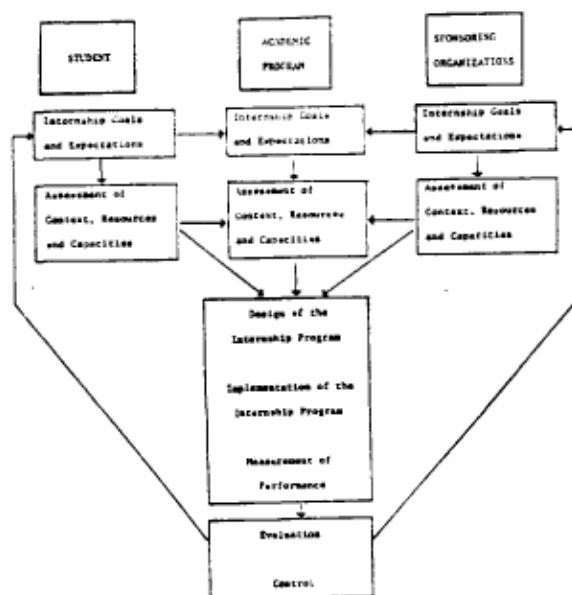 STUDENT
ACADEMIC
PROGRAM
SPONSORING
ORGANIZATIONS
Internship Goals
and Expectations
Internship Goals
and Expectations
Internship Goals
and Expectations
Assessment of
Context, Resources
and Capacities
Assessment of
Context, Resources
and Capacities
Assessment of
Context, Resources
and Capacities
Design of the
Internship Program
Implementation of the
Internship Program
Measurement of
Performance
Evaluation
Control